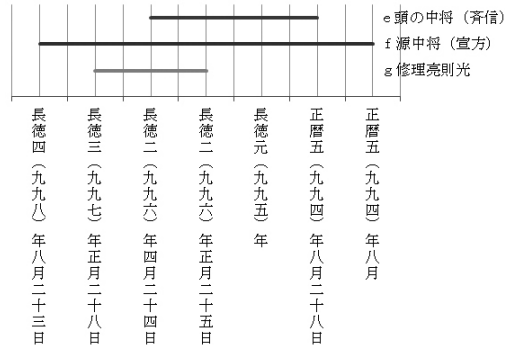 e頭の中将（斉信）
f源中将（宣方）
g修理亮則光
正暦五（九九四）年八月
正暦五（九九四）年八月二十八日
長徳元（九九五）年
長徳二（九九六）年正月二十五日
長徳二（九九六）年四月二十四日
長徳三（九九七）年正月二十八日
長徳四（九九八）年八月二十三日